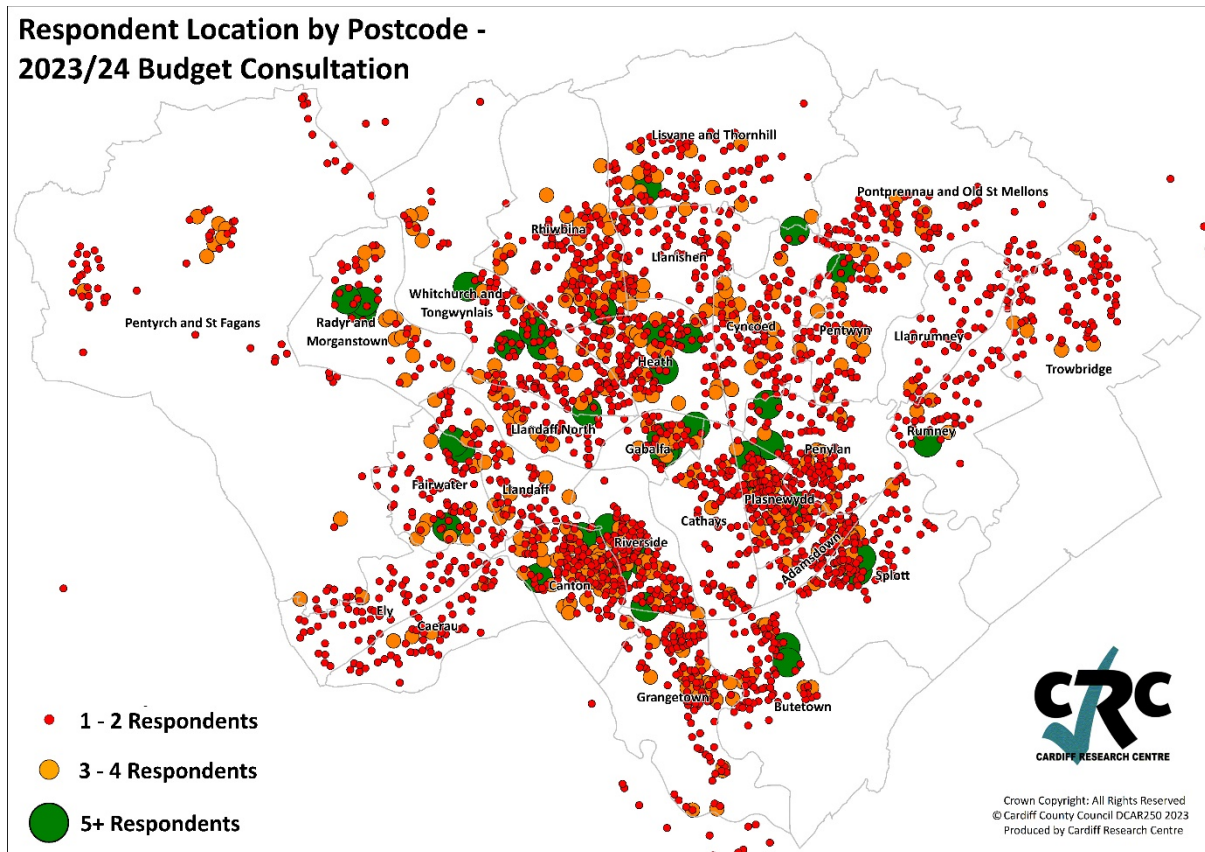 Respondent Location by Postcode -
2023/24 Budget Consultation
Lisvane and Thornhill
Pontprennau and Old St Mellons
Rhiwbina
Llanishen
Whitchurch and
Tongwynlais
Pentyrch and St Fagans
Radyr and
Morganstown
Cyncoed
Pentwyn
Llanrumney
Heath
Trowbridge
Llandaff North
Rumney
Gabalfa
Penylan
Fairwater
Llandaff
Plasnewydd
Cathays
Riverside
Adamsdown
Splott
Canton
Ely
Caerau
Grangetown
Butetown
1 - 2 Respondents
3 - 4 Respondents
5+ Respondents
CRC
CARDIFF RESEARCH CENTRE
Crown Copyright: All Rights Reserved
© Cardiff County Council DCAR250 2023
Produced by Cardiff Research Centre